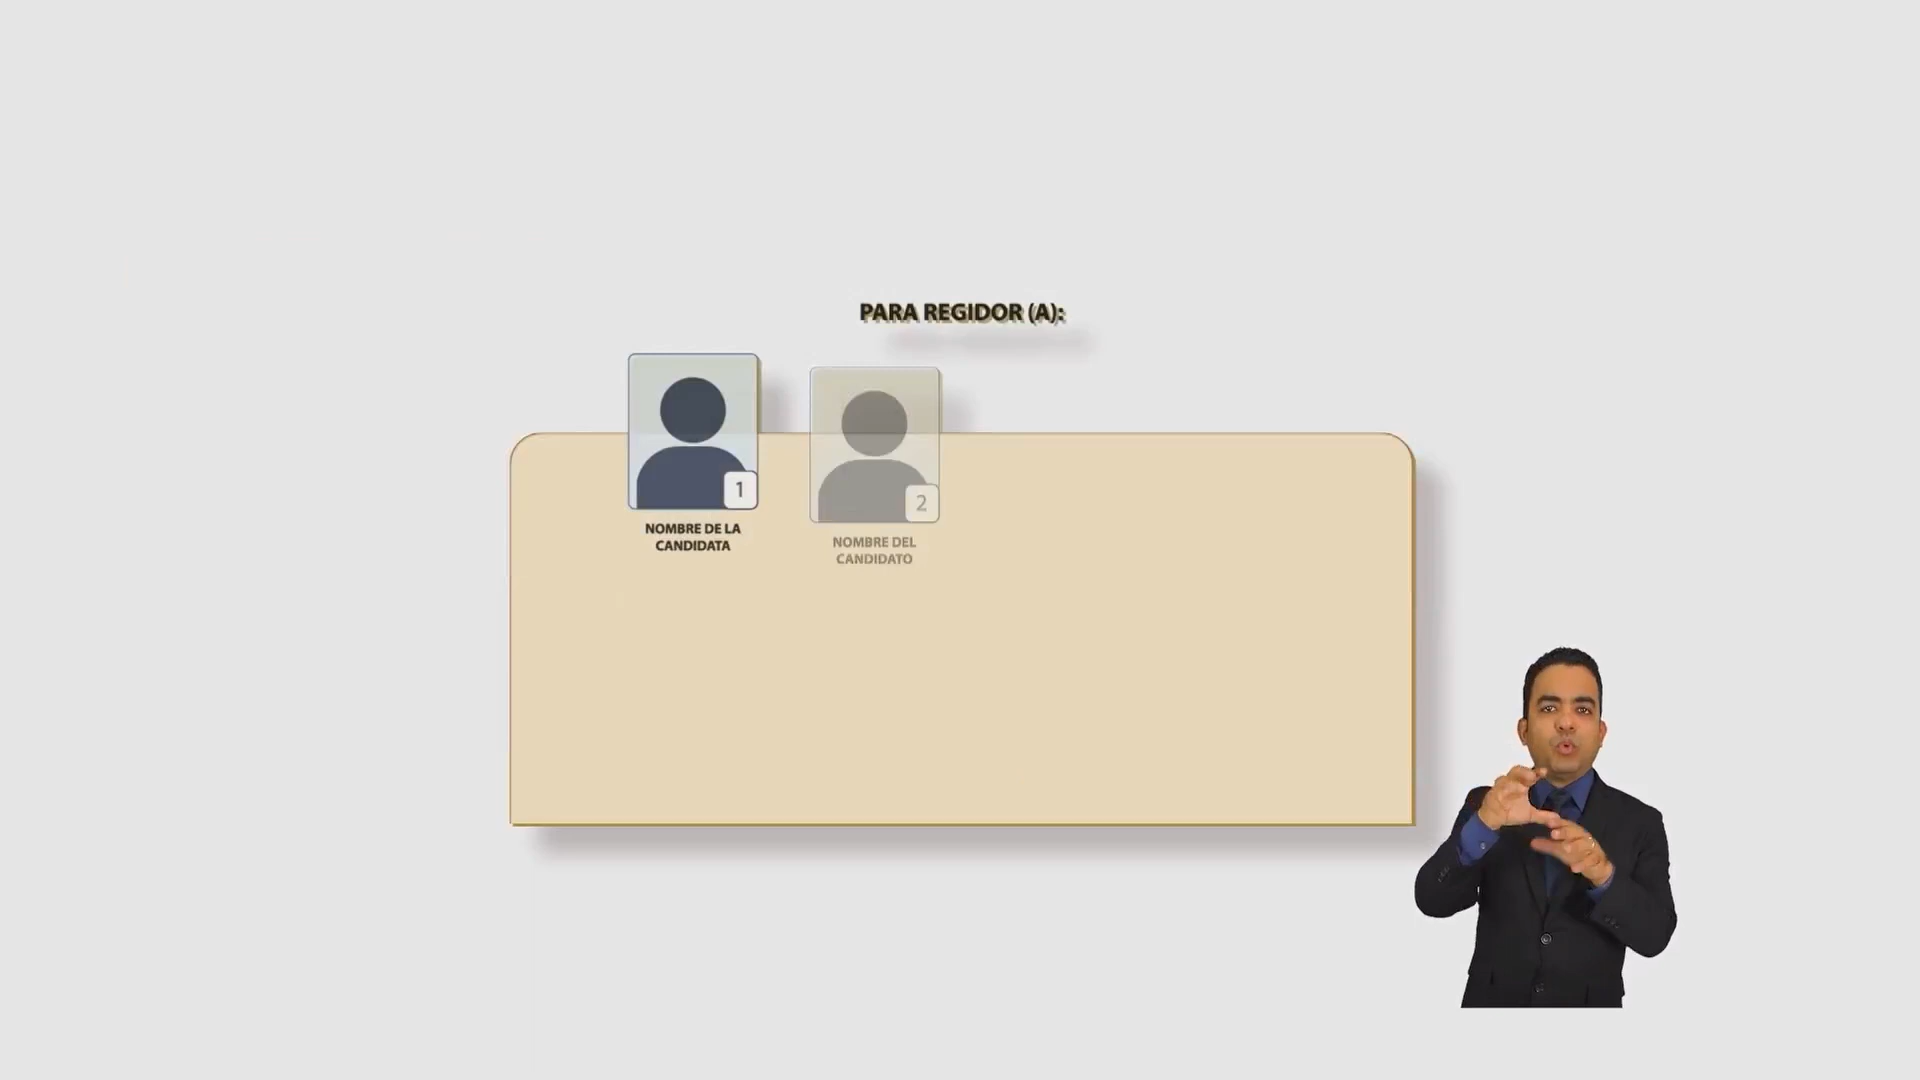 PARA REGIDOR (A):
1
NOMBRE DE LA
CANDIDATA
2
NOMBRE DEL
CANDIDATO